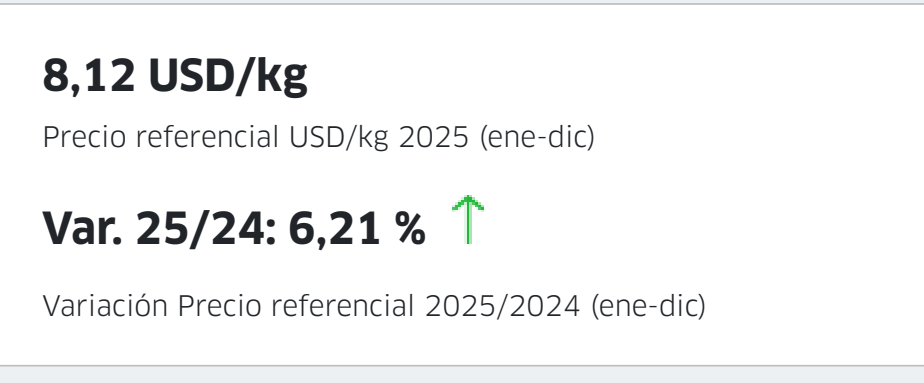 8,12 USD/kg
Precio referencial USD/kg 2025 (ene-dic)
Var. 25/24: 6,21 %
Variación Precio referencial 2025/2024 (ene-dic)